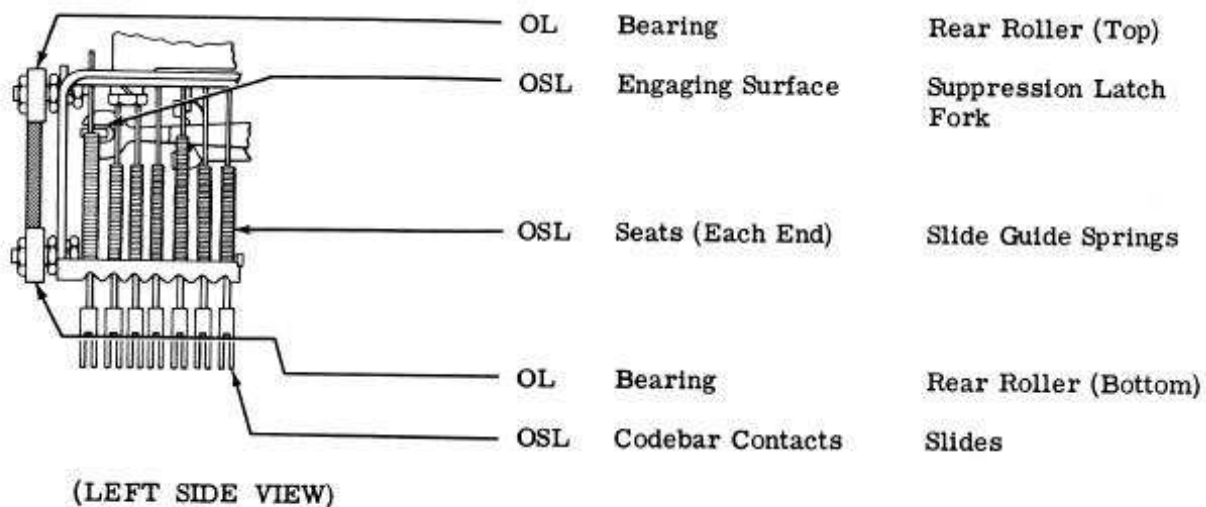 OL Bearing Rear Roller (Top)
OSL Engaging Surface Suppression Latch
Fork
OSL Seats (Each End) Slide Guide Springs
OL Bearing Rear Roller (Bottom)
OSL Codebar Contacts Slides
(LEFT SIDE VIEW)